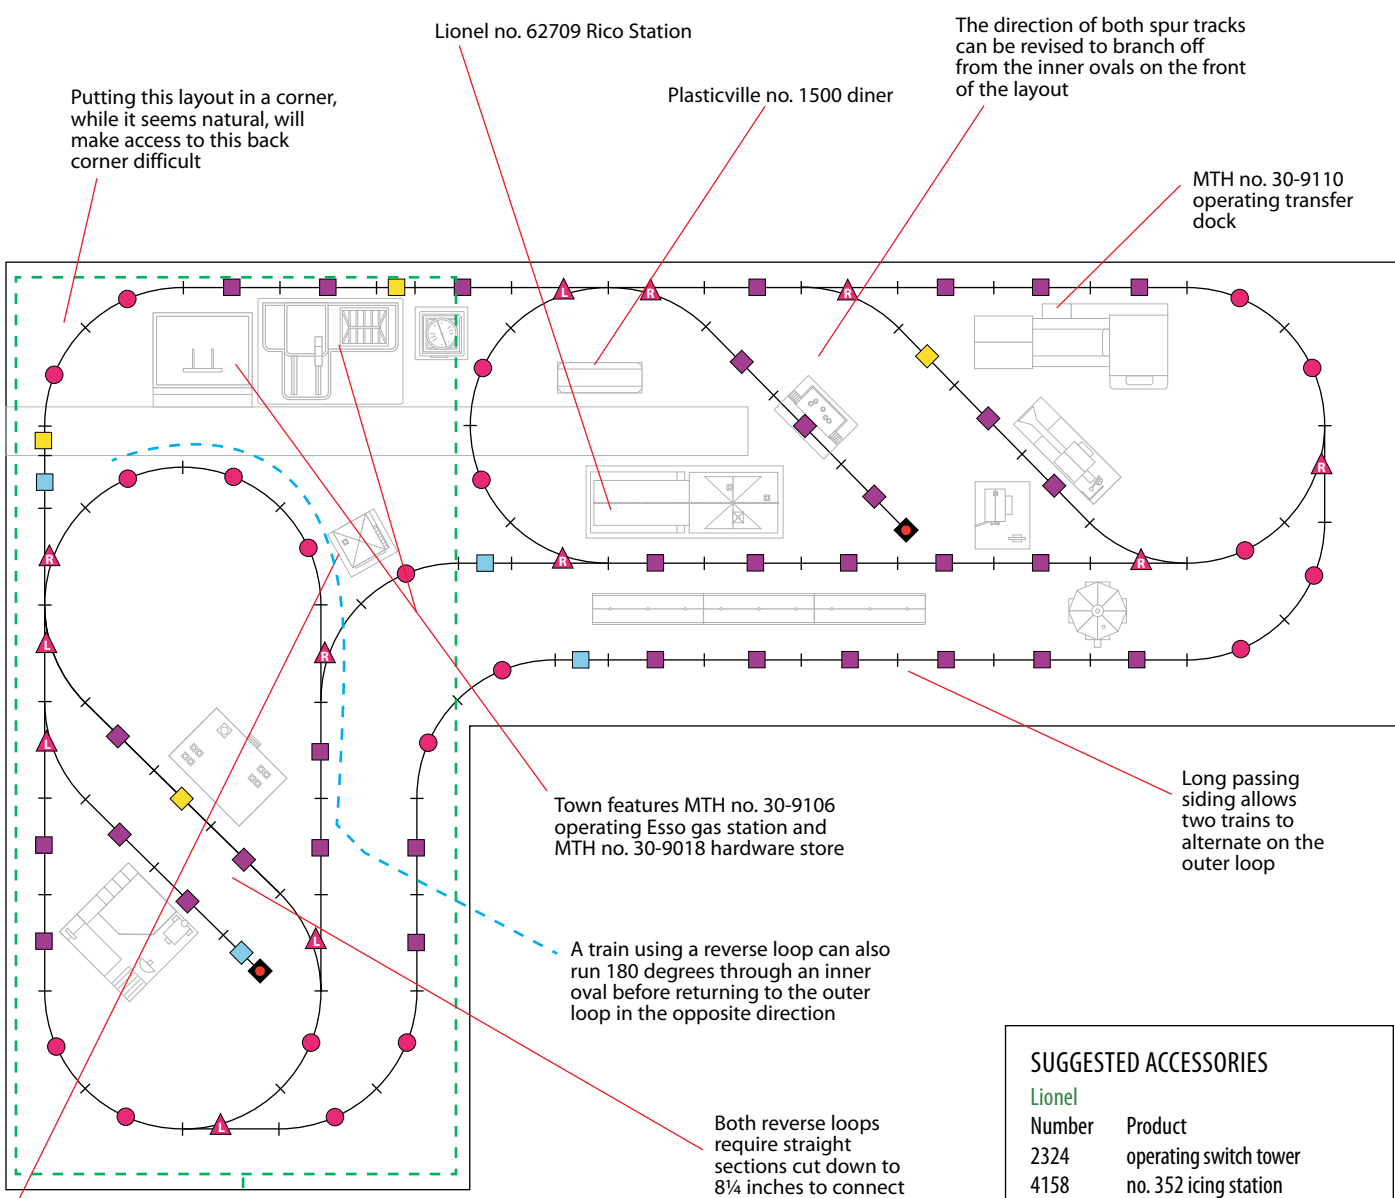 Lionel no. 62709 Rico Station
The direction of both spur tracks
can be revised to branch off
from the inner ovals on the front
of the layout
Putting this layout in a corner,
while it seems natural, will
make access to this back
corner difficult
Plasticville no. 1500 diner
MTH no. 30-9110
operating transfer
dock
L
R
R
R
R
R
R
L
R
L
L
L
Long passing
siding allows
two trains to
alternate on the
outer loop
Town features MTH no. 30-9106
operating Esso gas station and
MTH no. 30-9018 hardware store
A train using a reverse loop can also
run 180 degrees through an inner
oval before returning to the outer
loop in the opposite direction
Both reverse loops
require straight
sections cut down to
8¼ inches to connect
SUGGESTED ACCESSORIES
Lionel
Number Product
2324 operating switch tower
4158 no. 352 icing station